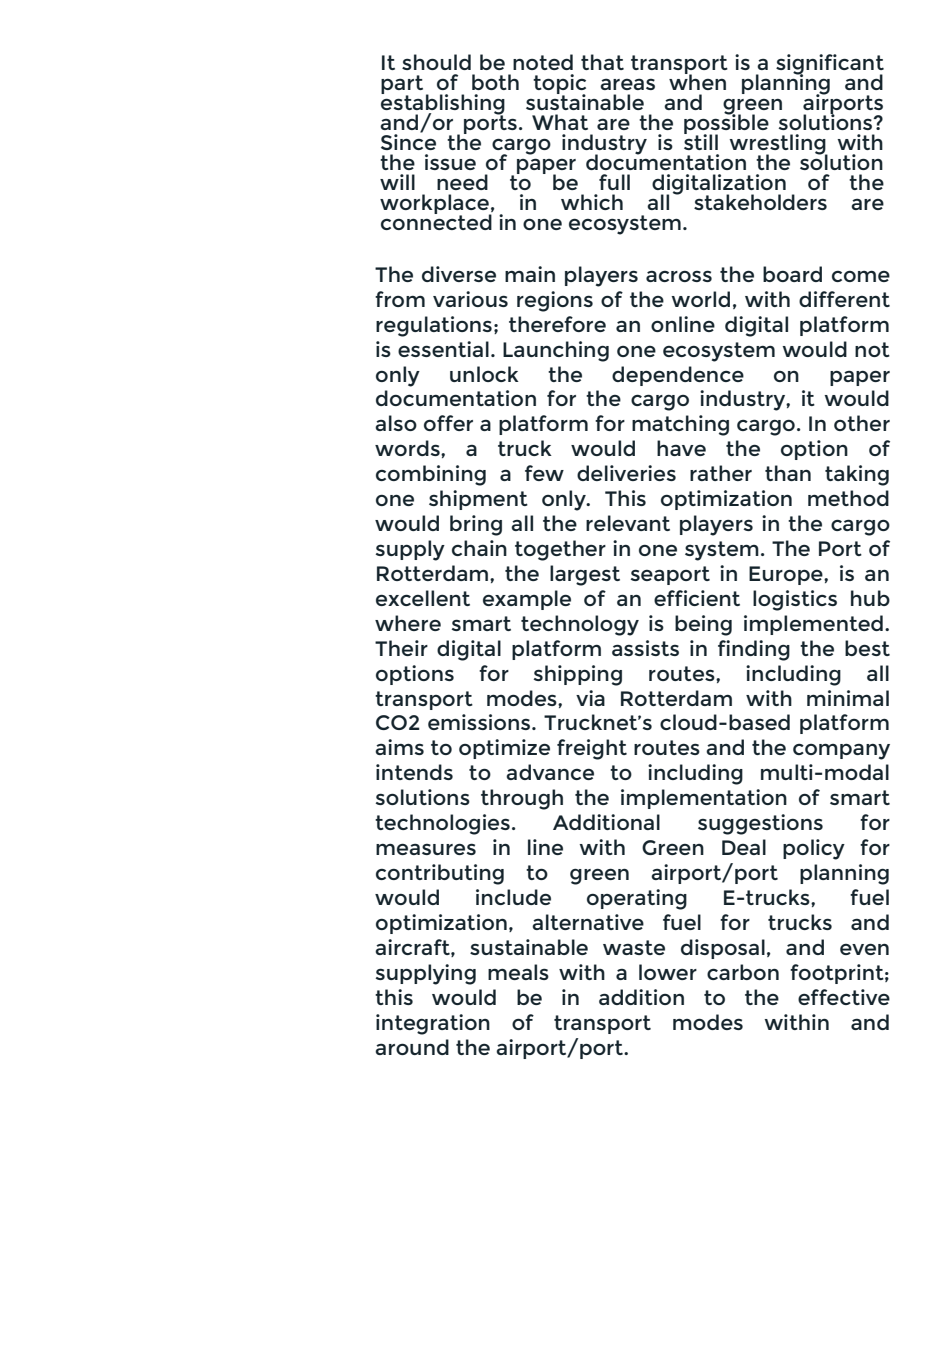 It should be noted that transport is a significant
part of both topic areas when planning and
establishing sustainable and green airports
and/or ports. What are the possible solutions?
Since the cargo industry is still wrestling with
the issue of paper documentation the solution
will need to be full digitalization of the
workplace, in which all stakeholders are
connected in one ecosystem.
The diverse main players across the board come
from various regions of the world, with different
regulations; therefore an online digital platform
is essential. Launching one ecosystem would not
only unlock the dependence on paper
documentation for the cargo industry, it would
also offer a platform for matching cargo. In other
words, a truck would have the option of
combining a few deliveries rather than taking
one shipment only. This optimization method
would bring all the relevant players in the cargo
supply chain together in one system. The Port of
Rotterdam, the largest seaport in Europe, is an
excellent example of an efficient logistics hub
where smart technology is being implemented.
Their digital platform assists in finding the best
options for shipping routes, including all
transport modes, via Rotterdam with minimal
CO2 emissions. Trucknet’s cloud-based platform
aims to optimize freight routes and the company
intends to advance to including multi-modal
solutions through the implementation of smart
technologies. Additional suggestions for
measures in line with Green Deal policy for
contributing to green airport/port planning
would include operating E-trucks, fuel
optimization, alternative fuel for trucks and
aircraft, sustainable waste disposal, and even
supplying meals with a lower carbon footprint;
this would be in addition to the effective
integration of transport modes within and
around the airport/port.